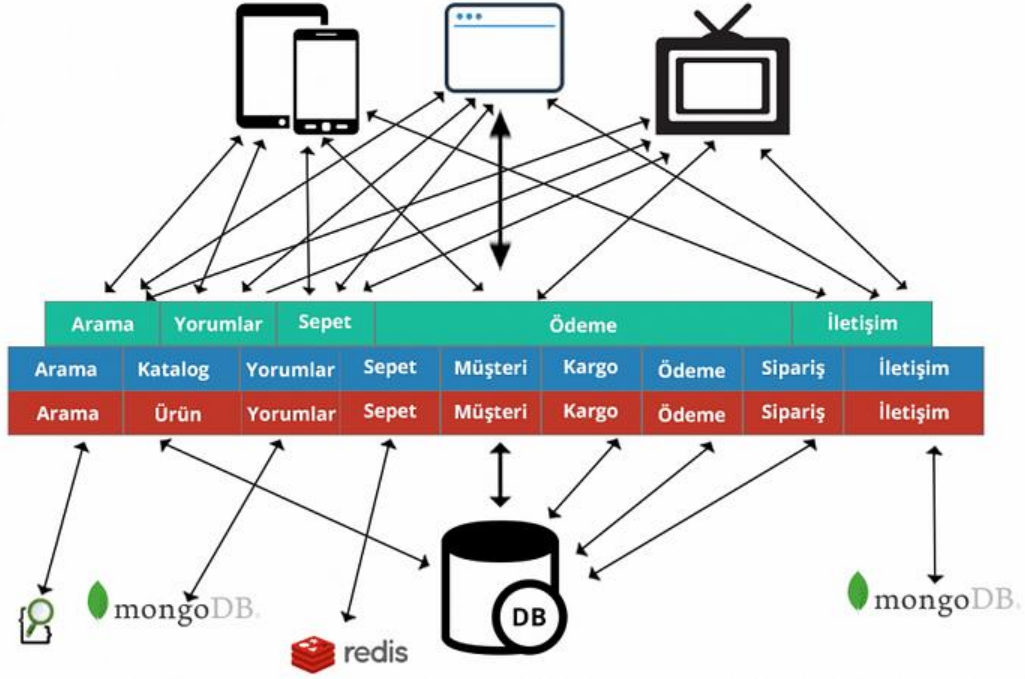 Arama Yorumlar Sepet Ödeme İletişim
Arama Katalog Yorumlar Sepet Müşteri Kargo Ödeme Sipariş İletişim
Arama Ürün Yorumlar Sepet Müşteri Kargo Ödeme Sipariş İletişim
mongoDB.
mongoDB.
DB
redis